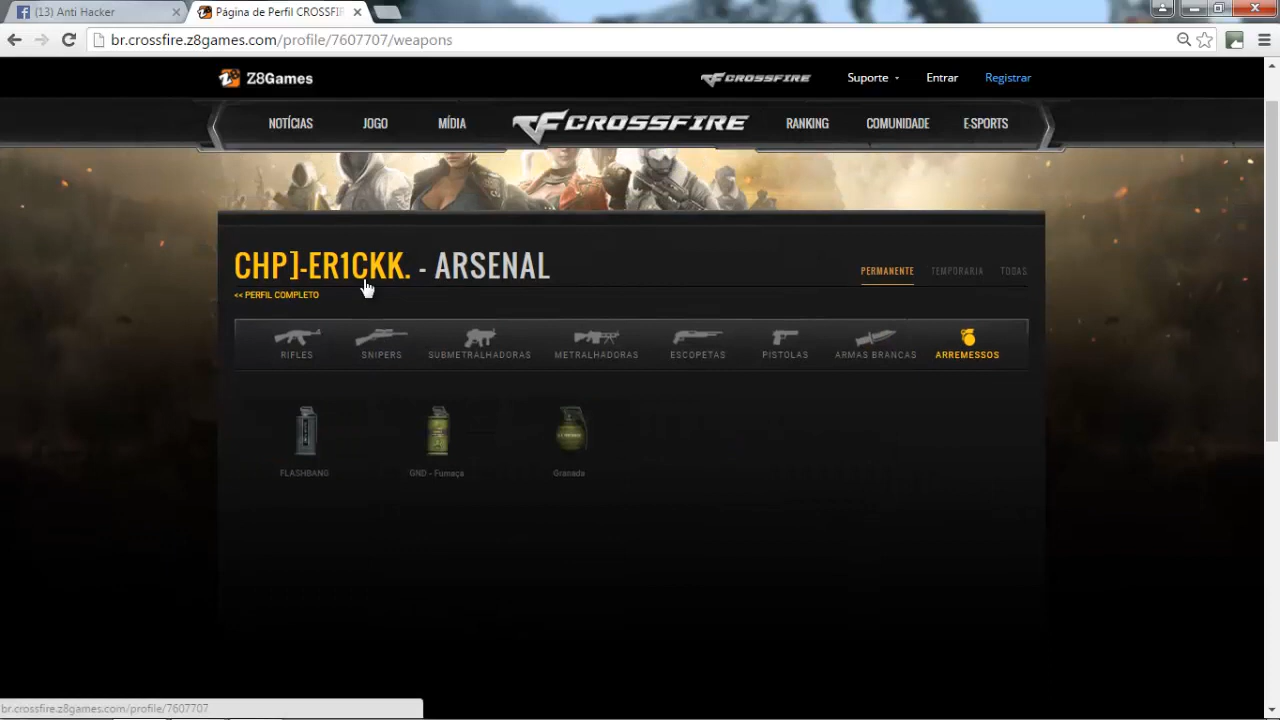 (13) Anti Hacker
Página de Perfil CROSSFIR
br.crossfire.z8games.com/profile/7607707/weapons
Z8Games
CROSSFIRE
Suporte
Entrar
Registrar
NOTÍCIAS
JOGO
MÍDIA
CROSSFIRE
RANKING
COMUNIDADE
E-SPORTS
CHP]-ER1CKK. - ARSENAL
PERMANENTE
TEMPORARIA
TODAS
<< PERFIL COMPLETO
RIFLES
SNIPERS
SUBMETRALHADORAS
METRALHADORAS
ESCOPETAS
PISTOLAS
ARMAS BRANCAS
ARREMESSOS
FLASHBANG
GND - Fumaça
Granada
br.crossfire.z8games.com/profile/7607707